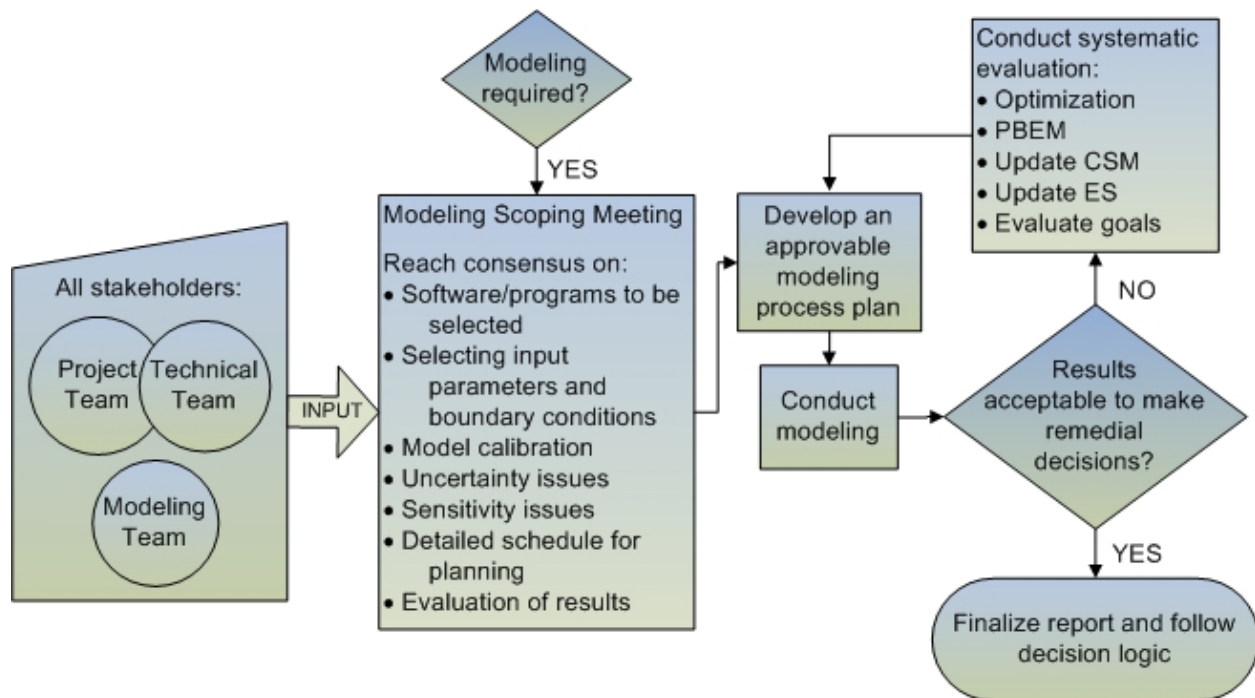 Modeling
required?
YES
All stakeholders:
Project
Team
Technical
Team
Modeling
Team
INPUT
Modeling Scoping Meeting
Reach consensus on:
• Software/programs to be
selected
• Selecting input
parameters and
boundary conditions
• Model calibration
• Uncertainty issues
• Sensitivity issues
• Detailed schedule for
planning
• Evaluation of results
Develop an
approvable
modeling
process plan
Conduct
modeling
Results
acceptable to make
remedial
decisions?
NO
Conduct systematic
evaluation:
• Optimization
• PBEM
• Update CSM
• Update ES
• Evaluate goals
YES
Finalize report and follow
decision logic